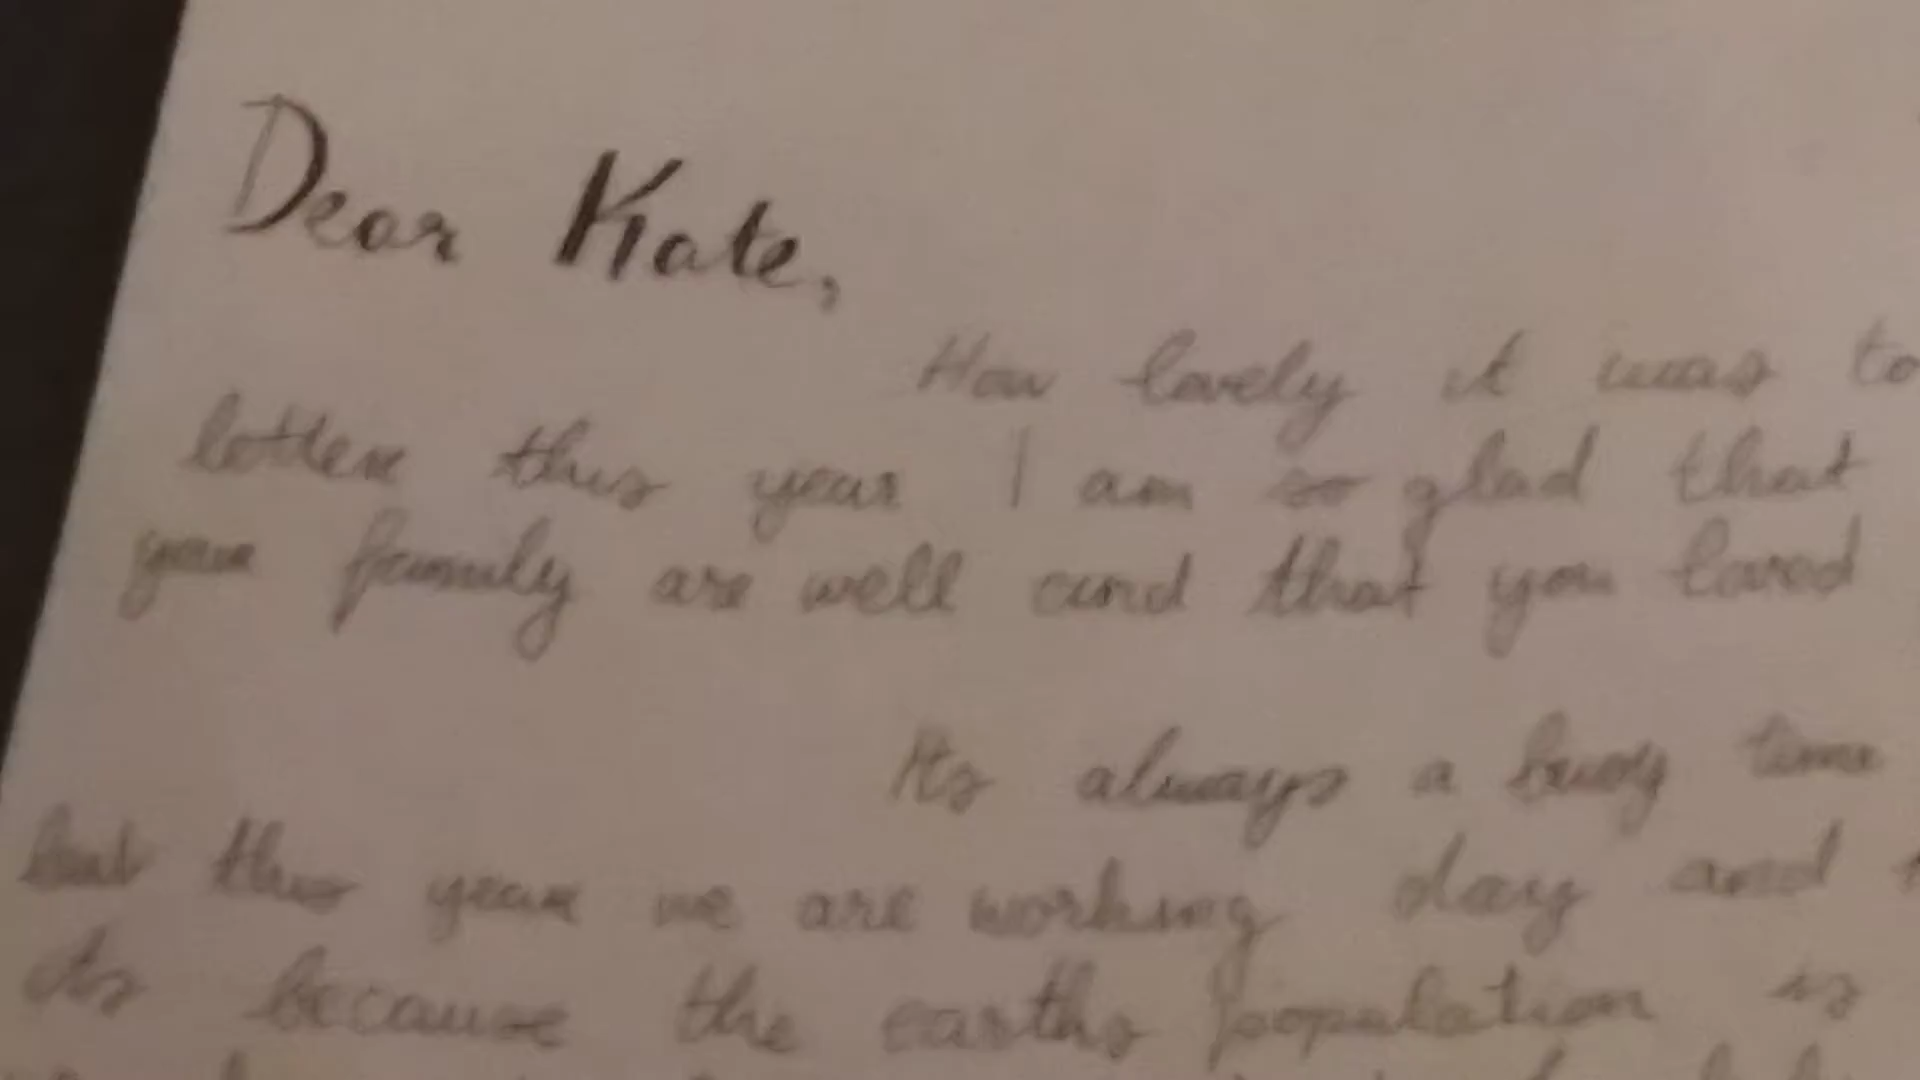 Dear Kate,
How lovely it was to
letter this year I am so glad that
your family are well and that you loved
Its always a busy time
but this year we are working day and
its because the earths population is